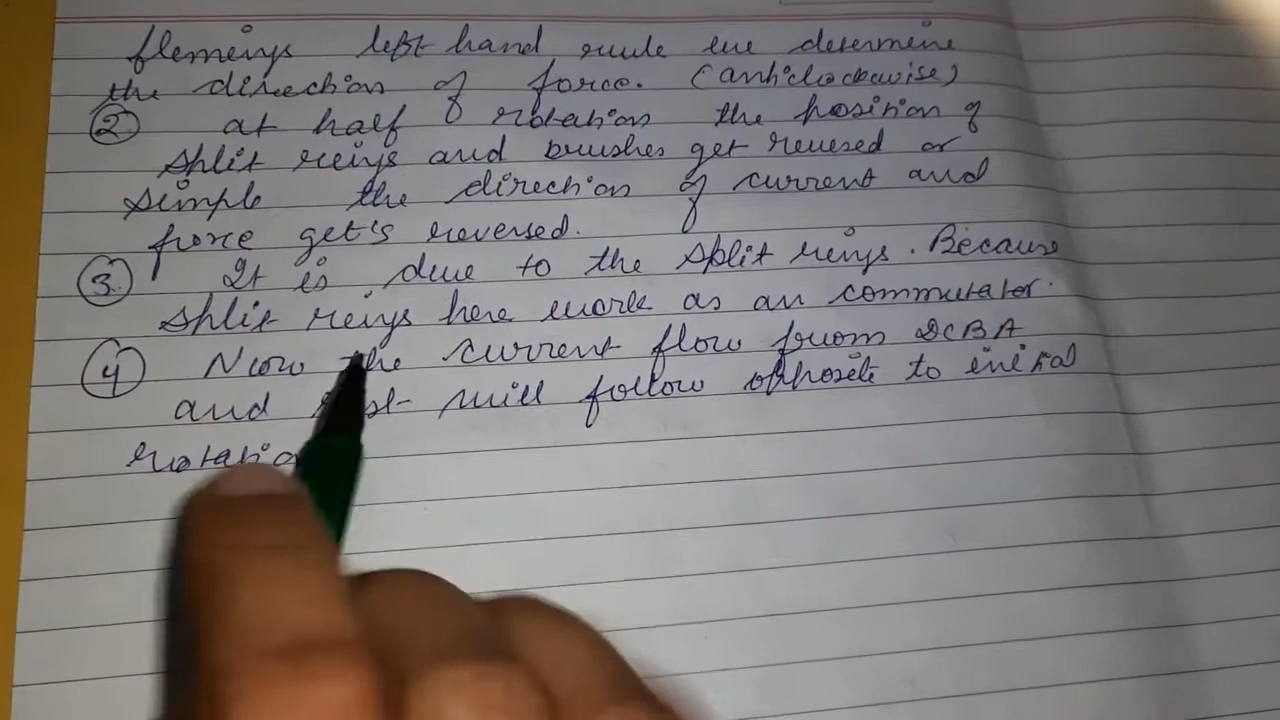 flemings left hand rule we determine
the direction of force. (anticlockwise)
② at half rotation the position of
split rings and brushes get revesed or
simple the direction of current and
force get's reversed.
③. It is due to the split rings. Because
split rings here work as an commutator.
④ Now the current flow from DCBA
and will follow opposite to initial
rotation